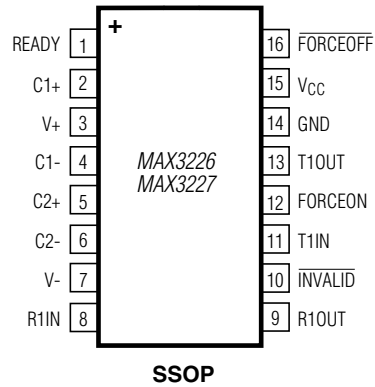 +
READY 1 16 FORCEOFF
C1+ 2 15 VCC
V+ 3 14 GND
C1- 4 13 T1OUT
MAX3226
MAX3227
C2+ 5 12 FORCEON
C2- 6 11 T1IN
V- 7 10 INVALID
R1IN 8 9 R1OUT
SSOP